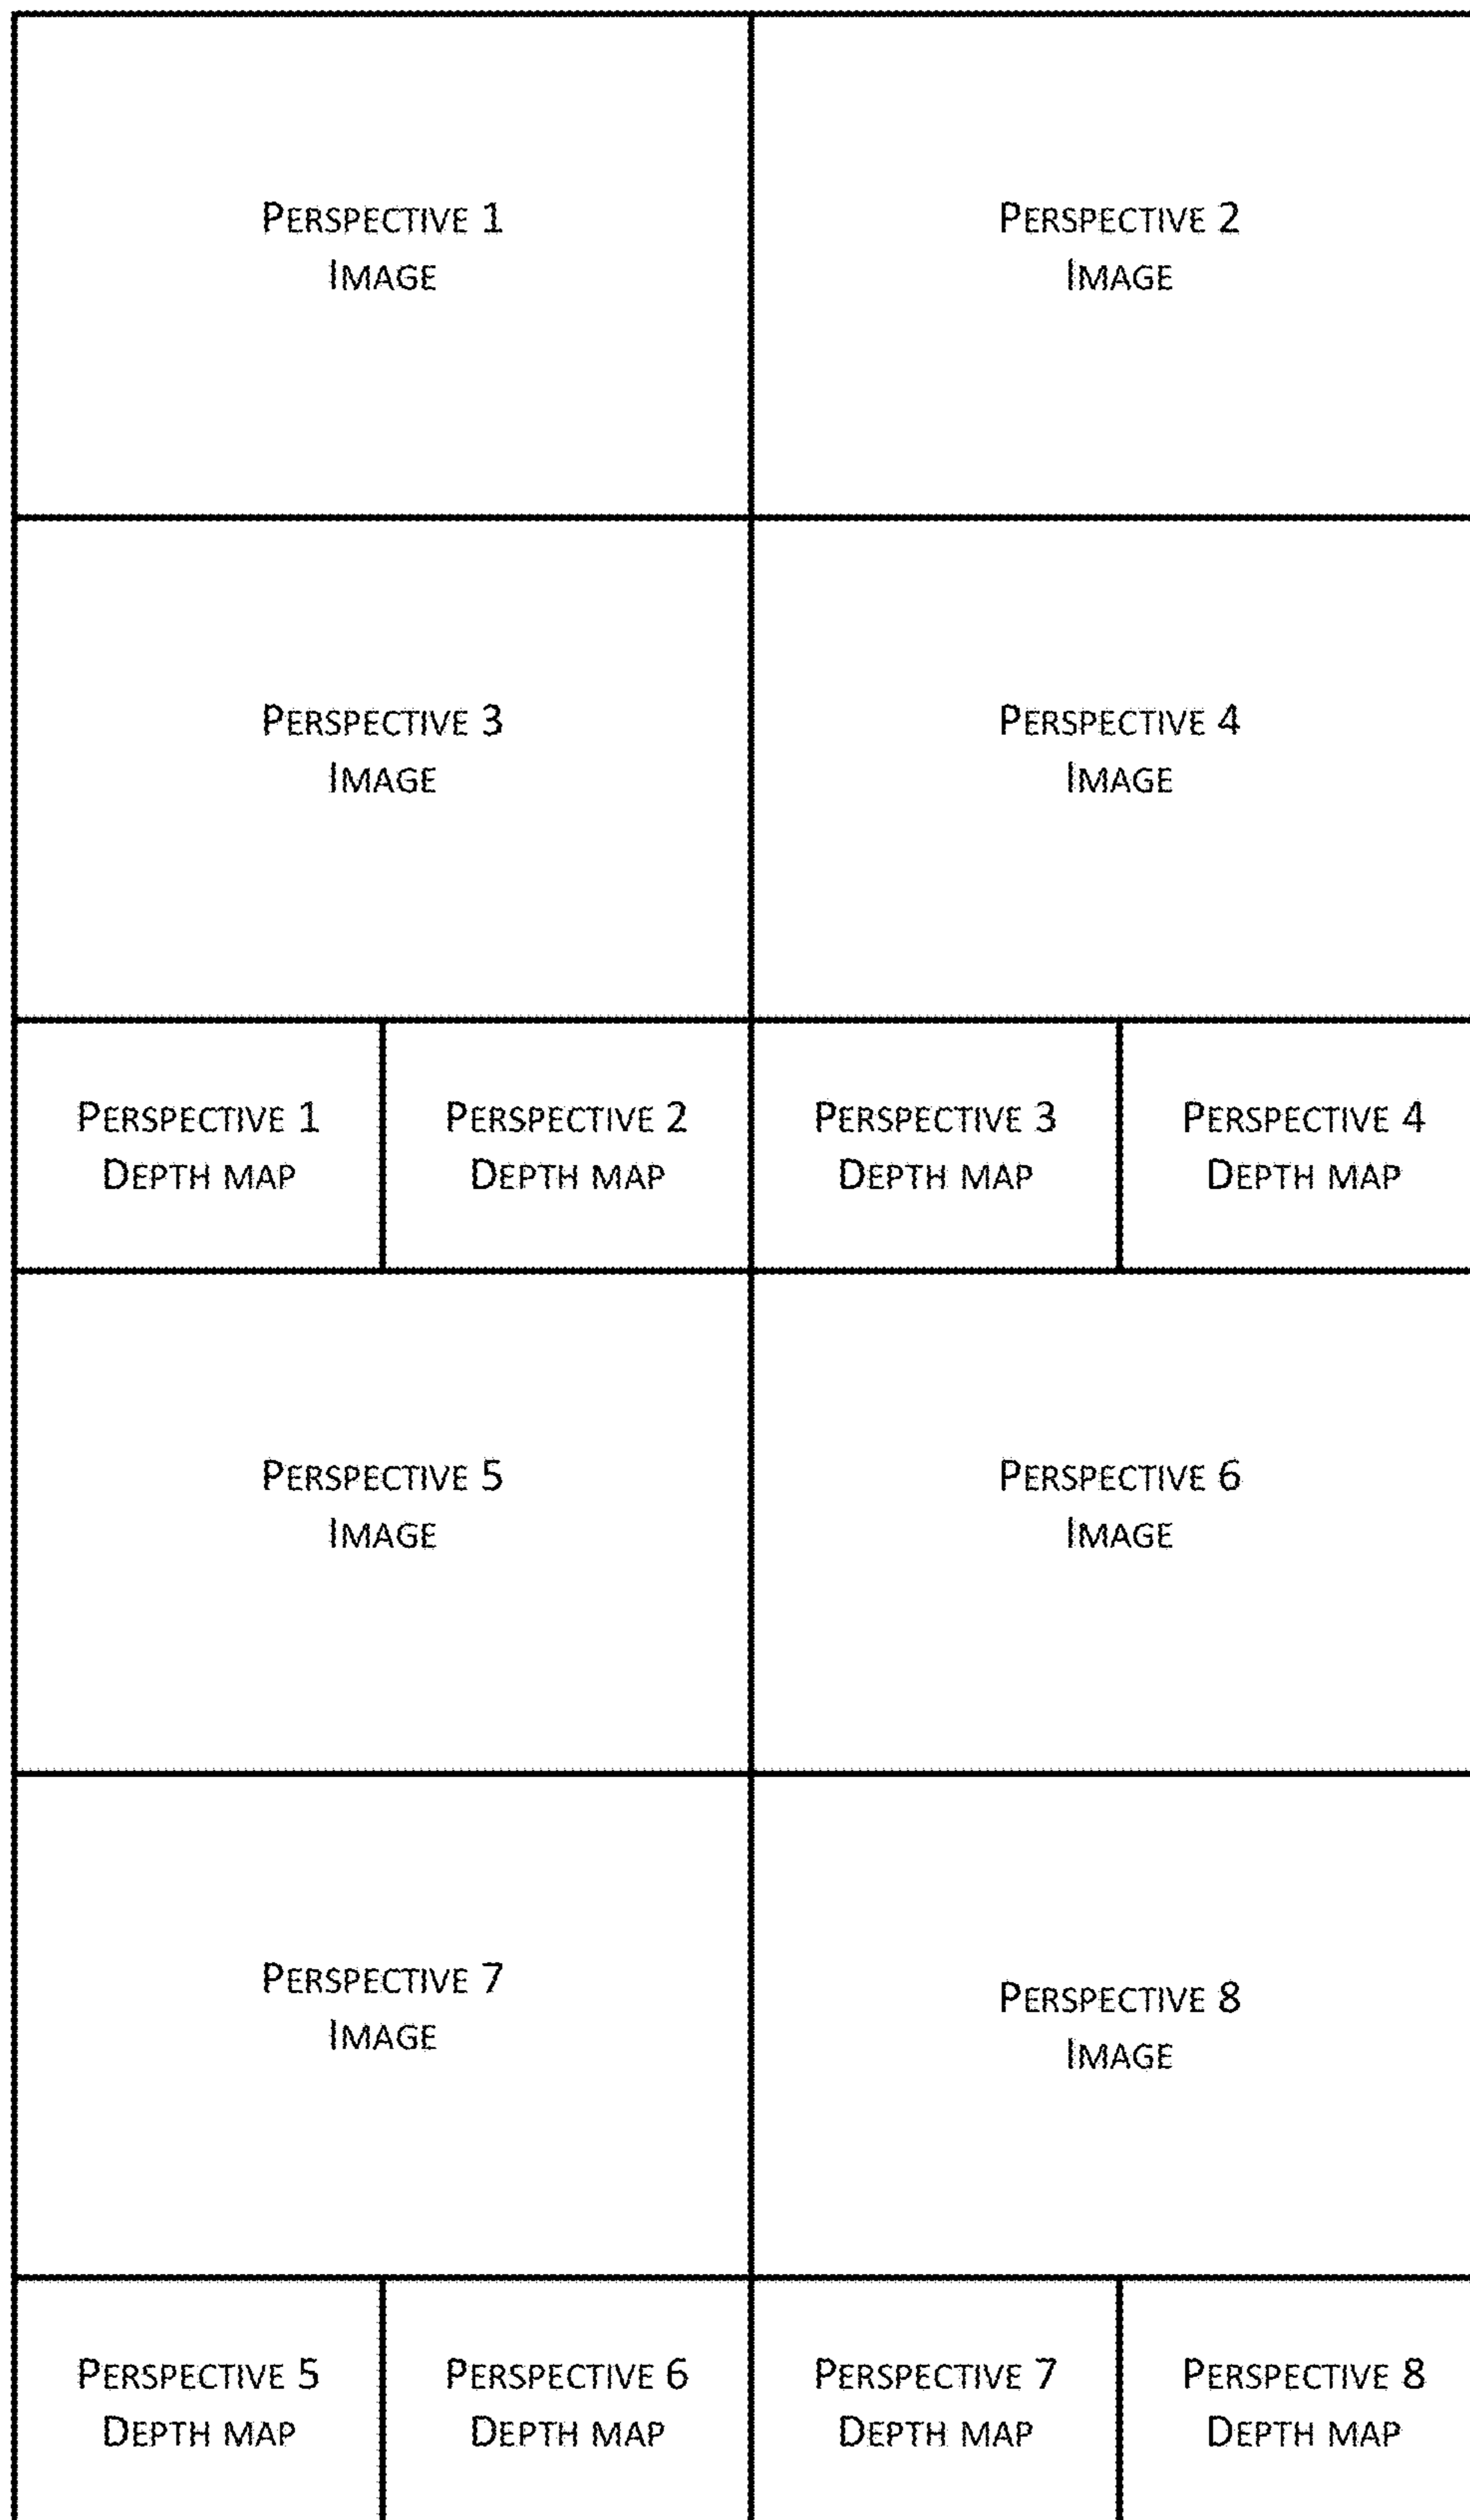 Perspective 1
Image
Perspective 2
Image
Perspective 3
Image
Perspective 4
Image
Perspective 1
Depth map
Perspective 2
Depth map
Perspective 3
Depth map
Perspective 4
Depth map
Perspective 5
Image
Perspective 6
Image
Perspective 7
Image
Perspective 8
Image
Perspective 5
Depth map
Perspective 6
Depth map
Perspective 7
Depth map
Perspective 8
Depth map